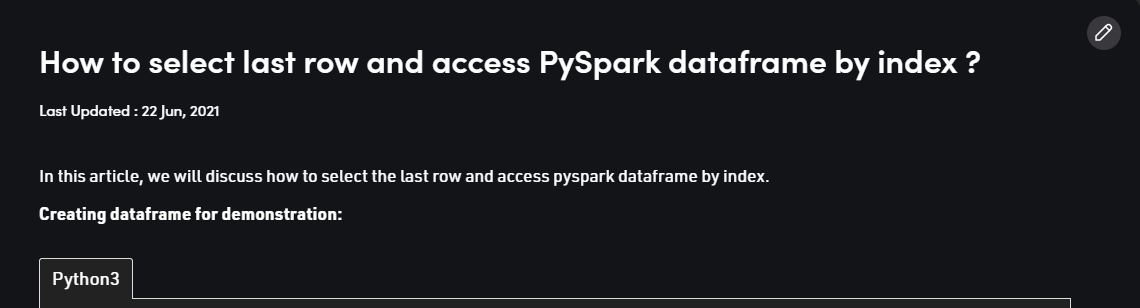 How to select last row and access PySpark dataframe by index ?
Last Updated : 22 Jun, 2021
In this article, we will discuss how to select the last row and access pyspark dataframe by index.
Creating dataframe for demonstration:
Python3